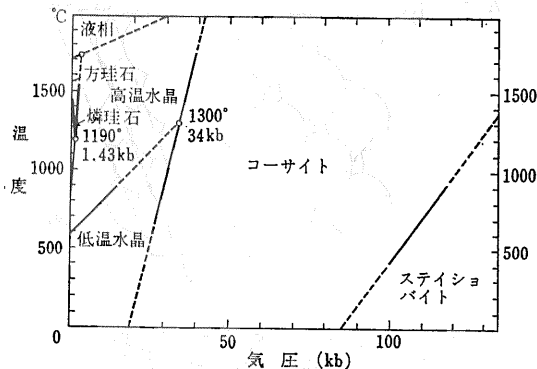 ℃
液相
方珪石
高温水晶
1500
燐珪石
1190°
1.43kb
1300°
34kb
1500
温
度
1000
コーサイト
1000
500
低温水晶
500
ステイショ
バイト
0
0
50
100
気圧 (kb)